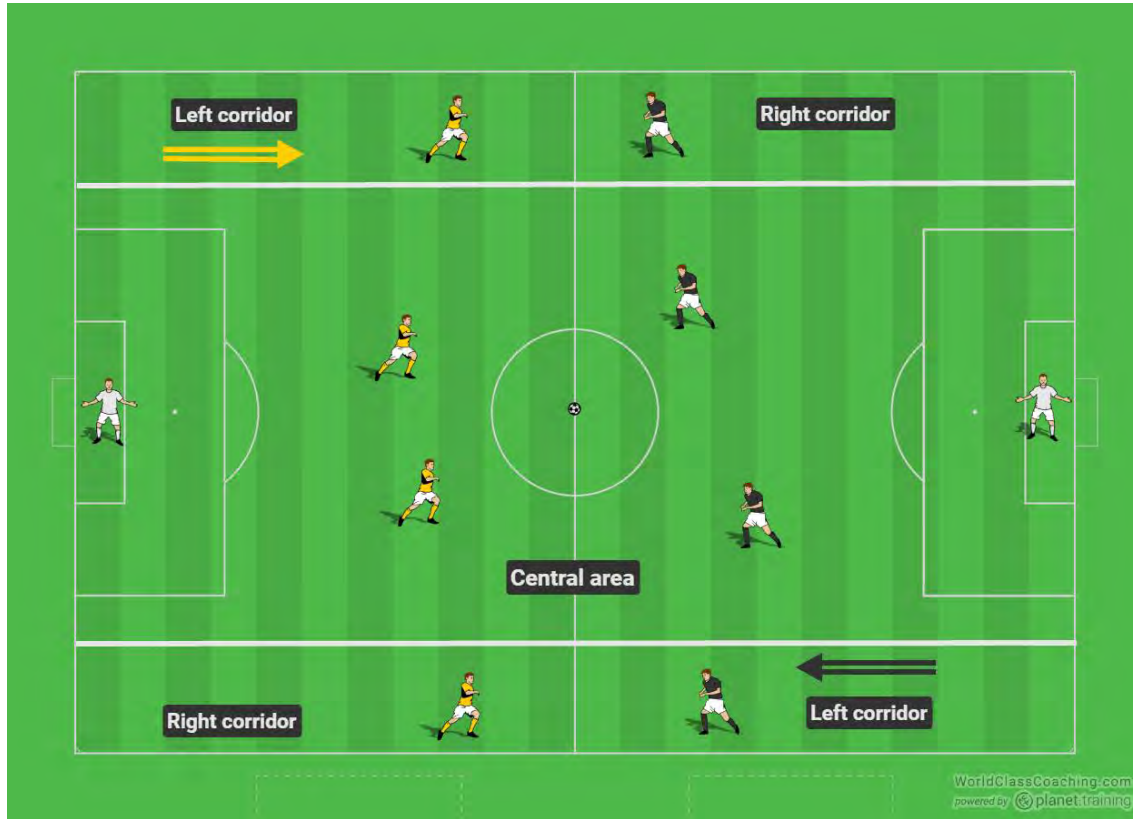 Left corridor
Right corridor
Central area
Right corridor
Left corridor
WorldClassCoaching.com
powered by planet.training